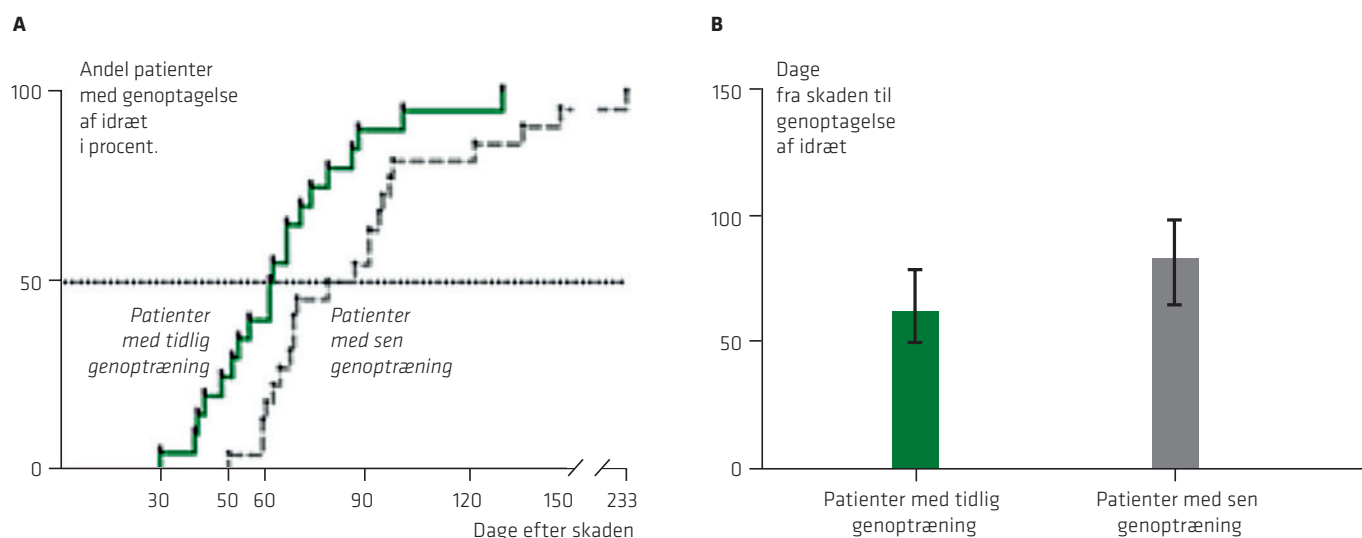 A
Andel patienter
med genoptagelse
af idræt
i procent.
100
50
0
Patienter
med tidlig
genoptræning
Patienter
med sen
genoptræning
30 50 60 90 120 150 233
Dage efter skaden
B
Dage
fra skaden til
genoptagelse
af idræt
150
100
50
0
Patienter med tidlig
genoptræning
Patienter med sen
genoptræning